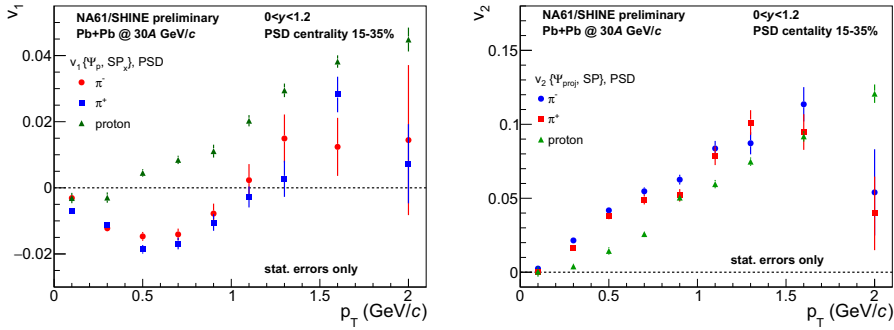 v₁
NA61/SHINE preliminary 0<y<1.2
Pb+Pb @ 30A GeV/c PSD centrality 15-35%
v₁{Ψₚ, SPₓ}, PSD
π⁻
π⁺
proton
0.04
0.02
0
−0.02
stat. errors only
0 0.5 1 1.5 2
p_T (GeV/c)
v₂
NA61/SHINE preliminary 0<y<1.2
Pb+Pb @ 30A GeV/c PSD centrality 15-35%
v₂{Ψproj, SP}, PSD
π⁻
π⁺
proton
0.15
0.1
0.05
0
stat. errors only
0 0.5 1 1.5 2
p_T (GeV/c)